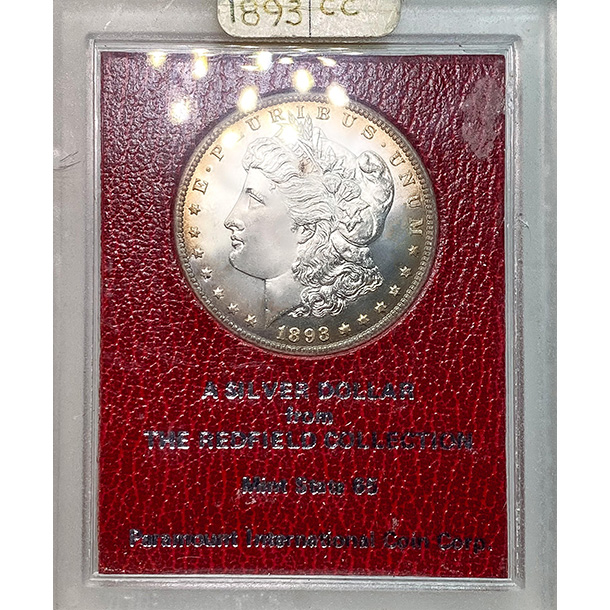 1893 CC
E · PLURIBUS · UNUM
1893
A SILVER DOLLAR
from
THE REDFIELD COLLECTION
Mint State 65
Paramount International Coin Corp.